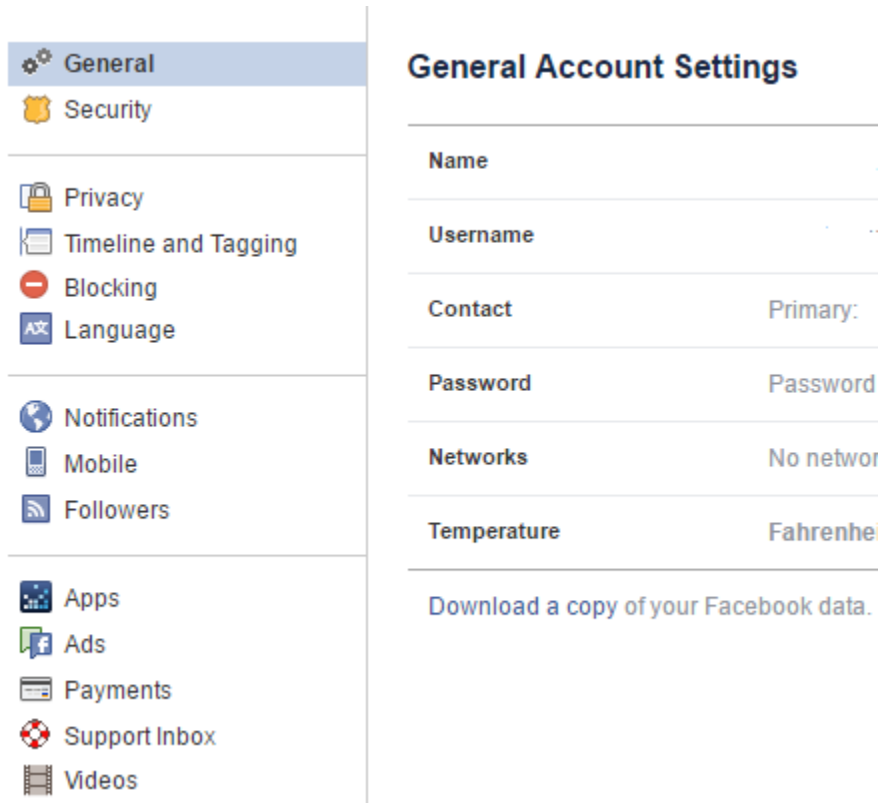 General
Security
Privacy
Timeline and Tagging
Blocking
Language
Notifications
Mobile
Followers
Apps
Ads
Payments
Support Inbox
Videos
General Account Settings
Name
Username
Contact Primary:
Password Password
Networks No
Temperature
Download a copy of your Facebook data.